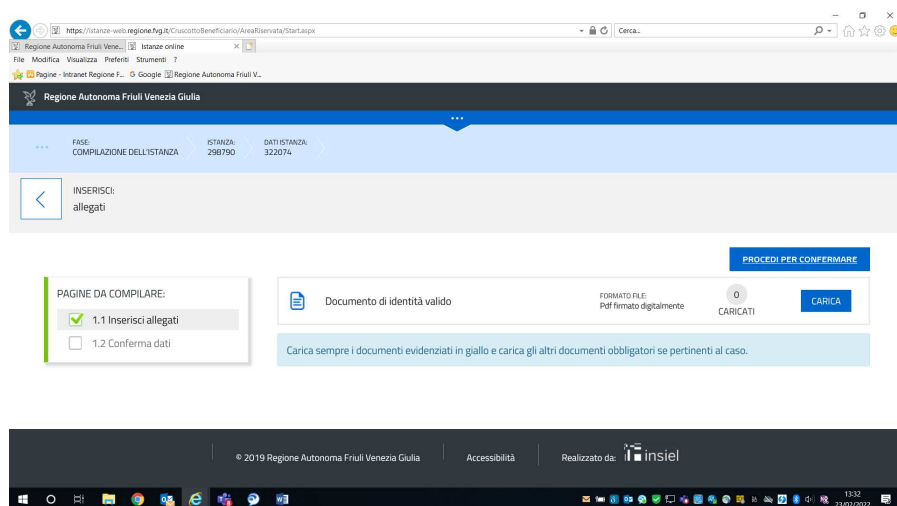 https://istanze-web.regione.fvg.it/CruscottoBeneficiario/AreaRiservata/Start.aspx
Cerca...
Regione Autonoma Friuli Vene...
Istanze online
File Modifica Visualizza Preferiti Strumenti ?
Pagine - Intranet Regione F... Google Regione Autonoma Friuli V...
Regione Autonoma Friuli Venezia Giulia
FASE: ISTANZA: DATI ISTANZA:
COMPILAZIONE DELL'ISTANZA 298790 322074
INSERISCI:
allegati
PROCEDI PER CONFERMARE
PAGINE DA COMPILARE:
1.1 Inserisci allegati
1.2 Conferma dati
Documento di identità valido
FORMATO FILE:
Pdf firmato digitalmente
0
CARICATI
CARICA
Carica sempre i documenti evidenziati in giallo e carica gli altri documenti obbligatori se pertinenti al caso.
© 2019 Regione Autonoma Friuli Venezia Giulia Accessibilità Realizzato da: insiel
13:32
23/02/2022